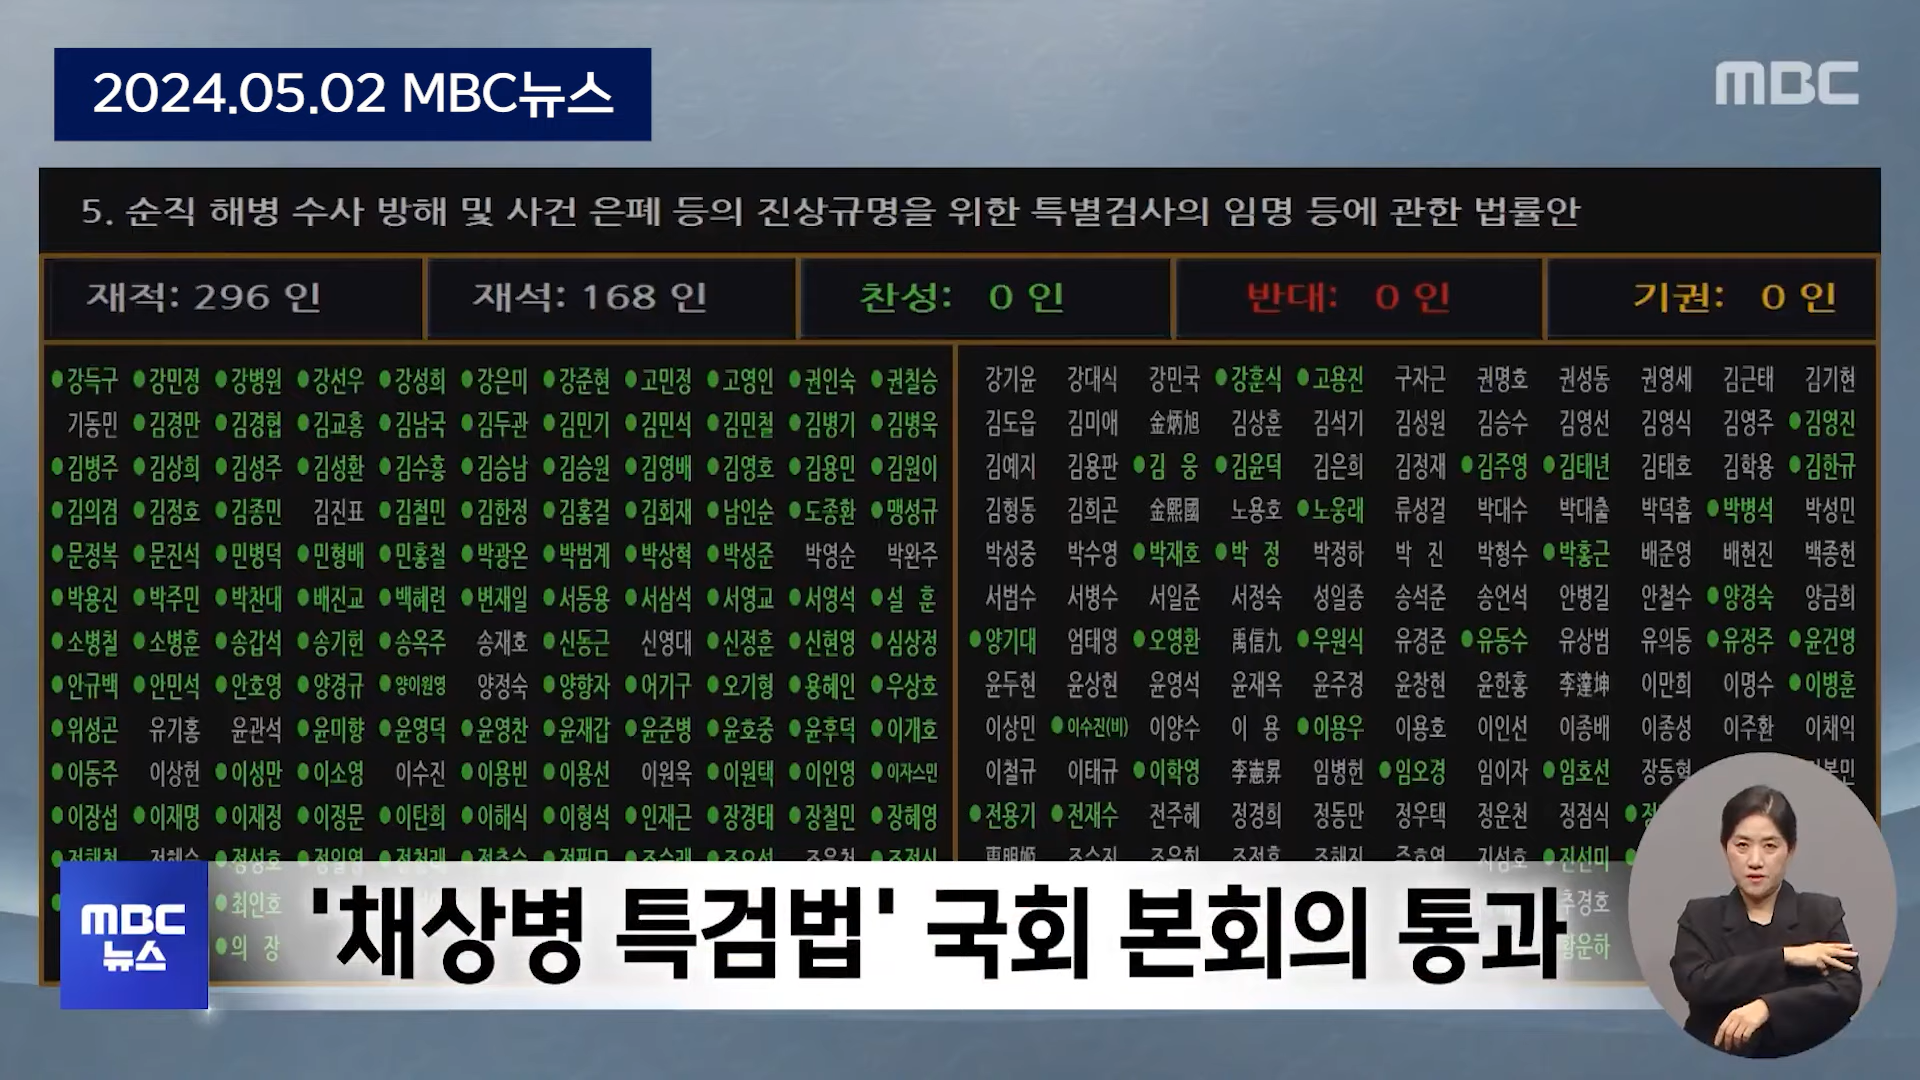 2024.05.02 MBC뉴스
MBC
5. 순직 해병 수사 방해 및 사건 은폐 등의 진상규명을 위한 특별검사의 임명 등에 관한 법률안
재적: 296 인 재석: 168 인 찬성: 0 인 반대: 0 인 기권: 0 인
강득구 강민정 강병원 강선우 강성희 강은미 강준현 고민정 고영인 권인숙 권칠승 강기윤 강대식 강민국 강훈식 고용진 구자근 권명호 권성동 권영세 김근태 김기현
기동민 김경만 김경협 김교흥 김남국 김두관 김민기 김민석 김민철 김병기 김병욱 김도읍 김미애 金炳旭 김상훈 김석기 김성원 김승수 김영선 김영식 김영주 김영진
김병주 김상희 김성주 김성환 김수흥 김승남 김승원 김영배 김영호 김용민 김원이 김예지 김용판 김 웅 김윤덕 김은희 김정재 김주영 김태년 김태호 김학용 김한규
김의겸 김정호 김종민 김진표 김철민 김한정 김홍걸 김회재 남인순 도종환 맹성규 김형동 김희곤 金熙國 노용호 노웅래 류성걸 박대수 박대출 박덕흠 박병석 박성민
문정복 문진석 민병덕 민형배 민홍철 박광온 박범계 박상혁 박성준 박영순 박완주 박성중 박수영 박재호 박 정 박정하 박 진 박형수 박홍근 배준영 배현진 백종헌
박용진 박주민 박찬대 배진교 백혜련 변재일 서동용 서삼석 서영교 서영석 설 훈 서범수 서병수 서일준 서정숙 성일종 송석준 송언석 안병길 안철수 양경숙 양금희
소병철 소병훈 송갑석 송기헌 송옥주 송재호 신동근 신영대 신정훈 신현영 심상정 양기대 엄태영 오영환 禹信九 우원식 유경준 유동수 유상범 유의동 유정주 윤건영
안규백 안민석 안호영 양경규 양이원영 양정숙 양향자 어기구 오기형 용혜인 우상호 윤두현 윤상현 윤영석 윤재옥 윤주경 윤창현 윤한홍 李達坤 이만희 이명수 이병훈
위성곤 유기홍 윤관석 윤미향 윤영덕 윤영찬 윤재갑 윤준병 윤호중 윤후덕 이개호 이상민 이수진(비) 이양수 이 용 이용우 이용호 이인선 이종배 이종성 이주환 이채익
이동주 이상헌 이성만 이소영 이수진 이용빈 이용선 이원욱 이원택 이인영 이자스민 이철규 이태규 이학영 李憲昇 임병헌 임오경 임이자 임호선 장동혁
이장섭 이재명 이재정 이정문 이탄희 이해식 이형석 인재근 장경태 장철민 장혜영 전용기 전재수 전주혜 정경희 정동만 정우택 정운천 정점식
진선미
최인호 추경호
의 장 황운하
MBC
뉴스
'채상병 특검법' 국회 본회의 통과